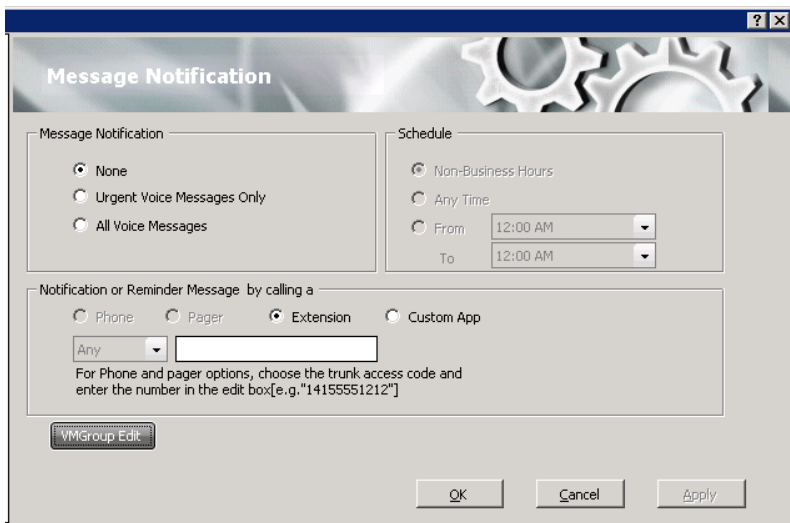 Message Notification
Message Notification
None
Urgent Voice Messages Only
All Voice Messages
Schedule
Non-Business Hours
Any Time
From 12:00 AM
To 12:00 AM
Notification or Reminder Message by calling a
Phone Pager Extension Custom App
Any
For Phone and pager options, choose the trunk access code and
enter the number in the edit box[e.g."14155551212"]
VMGroup Edit
OK Cancel Apply